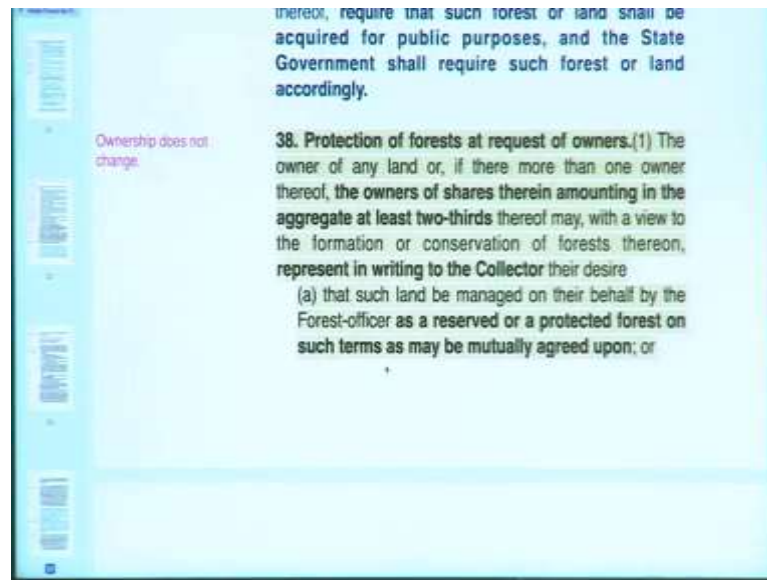 thereof, require that such forest or land shall be
acquired for public purposes, and the State
Government shall require such forest or land
accordingly.
Ownership does not
change.
38. Protection of forests at request of owners.(1) The
owner of any land or, if there more than one owner
thereof, the owners of shares therein amounting in the
aggregate at least two-thirds thereof may, with a view to
the formation or conservation of forests thereon,
represent in writing to the Collector their desire
(a) that such land be managed on their behalf by the
Forest-officer as a reserved or a protected forest on
such terms as may be mutually agreed upon; or